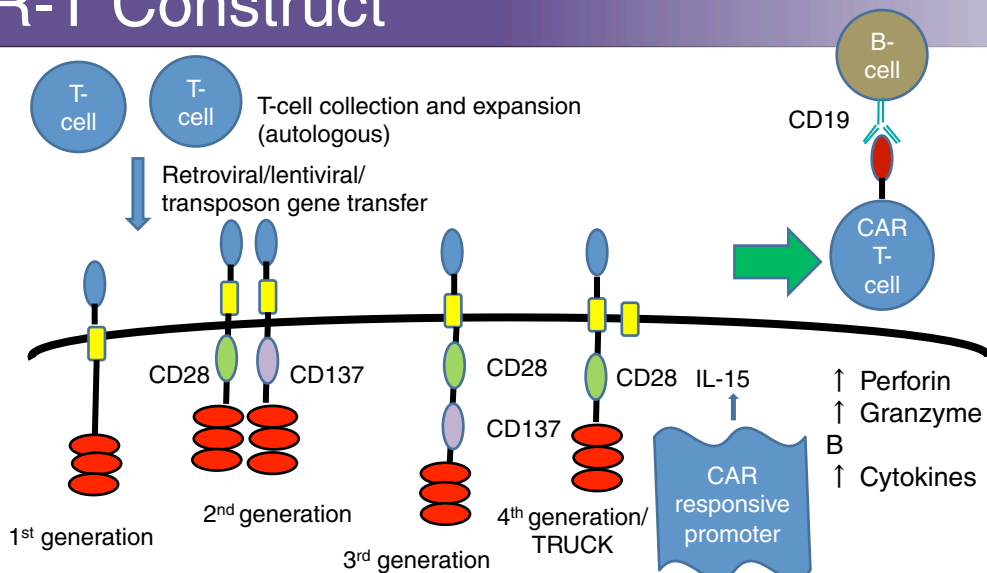 R-T Construct
T-
cell
T-
cell
T-cell collection and expansion
(autologous)
Retroviral/lentiviral/
transposon gene transfer
B-
cell
CD19
CAR
T-
cell
CD28
CD137
CD28
CD137
CD28
IL-15
↑ Perforin
↑ Granzyme
B
↑ Cytokines
CAR
responsive
promoter
1st generation
2nd generation
3rd generation
4th generation/
TRUCK